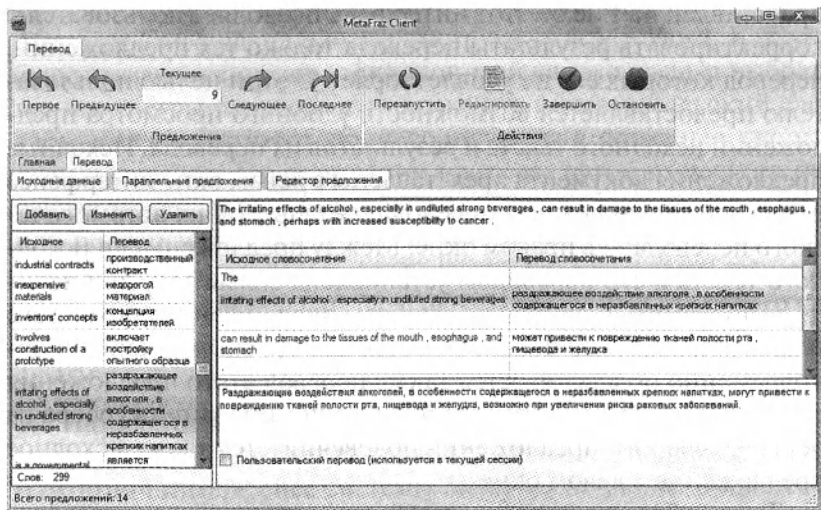 MetaFraz Client
Перевод
Текущее
9
Первое Предыдущее Следующее Последнее Перезапустить Редактировать Завершить Остановить
Предложения Действия
Главная Перевод
Исходные данные Параллельные предложения Редактор предложений
Добавить Изменить Удалить
Исходное Перевод
industrial contracts
производственный
контракт
inexpensive
materials
недорогой
материал
inventors' concepts
концепция
изобретателей
involves
construction of a
prototype
включает
постройку
опытного образца
irritating effects of
alcohol , especially
in undiluted strong
beverages
раздражающее
воздействие
алкоголя , в
особенности
содержащегося в
неразбавленных
крепких напитках
is a governmental
является
Слов: 299
The irritating effects of alcohol , especially in undiluted strong beverages , can result in damage to the tissues of the mouth , esophagus ,
and stomach , perhaps with increased susceptibility to cancer .
Исходное словосочетание Перевод словосочетания
The
irritating effects of alcohol , especially in undiluted strong beverages
раздражающее воздействие алкоголя , в особенности
содержащегося в неразбавленных крепких напитках
,
can result in damage to the tissues of the mouth , esophagus , and
stomach
может привести к повреждению тканей полости рта ,
пищевода и желудка
,
Раздражающие воздействия алкоголей, в особенности содержащегося в неразбавленных крепких напитках, могут привести к
повреждению тканей полости рта, пищевода и желудка, возможно при увеличении риска раковых заболеваний.
Пользовательский перевод (используется в текущей сессии)
Всего предложений: 14